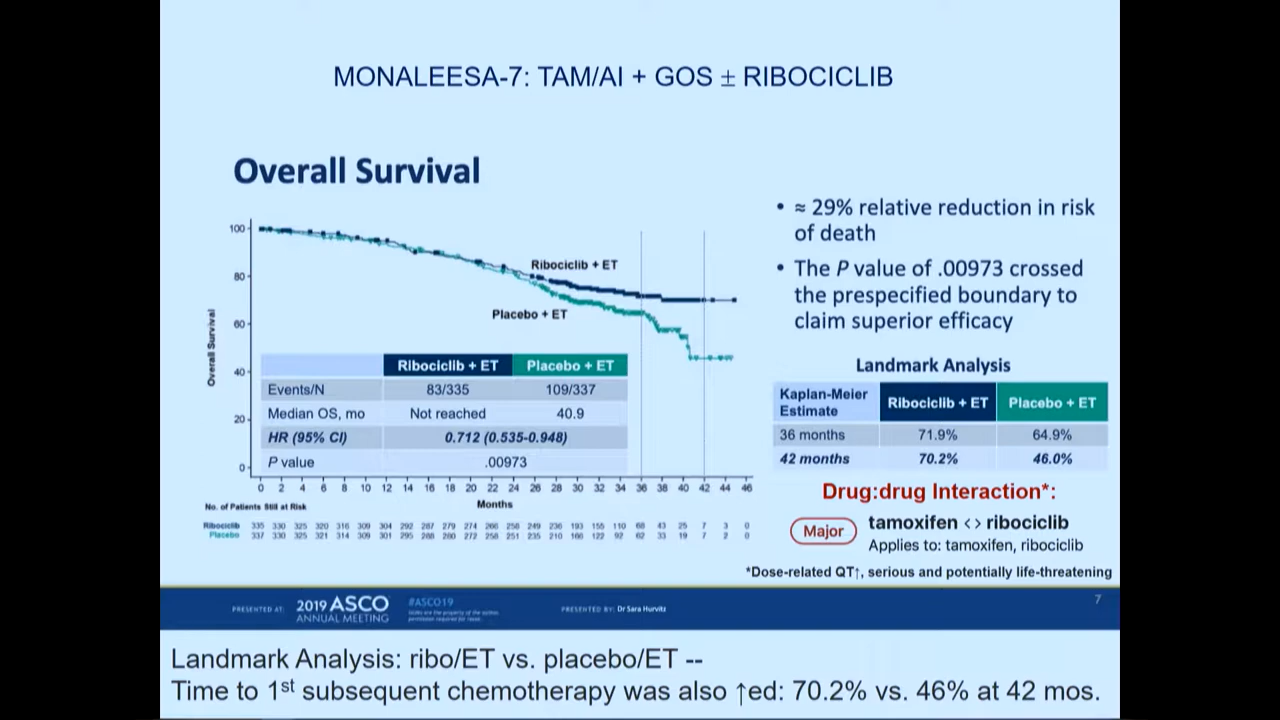 MONALEESA-7: TAM/AI + GOS ± RIBOCICLIB
Overall Survival
100
80
60
40
20
0
Overall Survival
Ribociclib + ET
Placebo + ET
Ribociclib + ET Placebo + ET
Events/N 83/335 109/337
Median OS, mo Not reached 40.9
HR (95% CI) 0.712 (0.535-0.948)
P value .00973
0 2 4 6 8 10 12 14 16 18 20 22 24 26 28 30 32 34 36 38 40 42 44 46
Months
No. of Patients Still at Risk
Ribociclib 335 330 325 320 316 309 304 292 287 279 274 266 258 249 236 193 155 110 68 43 25 7 3 0
Placebo 337 330 325 321 314 309 301 295 288 280 272 258 251 235 210 166 122 92 62 33 19 7 2 0
• ≈ 29% relative reduction in risk
of death
• The P value of .00973 crossed
the prespecified boundary to
claim superior efficacy
Landmark Analysis
Kaplan-Meier
Estimate Ribociclib + ET Placebo + ET
36 months 71.9% 64.9%
42 months 70.2% 46.0%
Drug:drug Interaction*:
Major
tamoxifen <> ribociclib
Applies to: tamoxifen, ribociclib
*Dose-related QT↑, serious and potentially life-threatening
PRESENTED AT: 2019 ASCO
ANNUAL MEETING
#ASCO19
Slides are the property of the author,
permission required for reuse.
PRESENTED BY: Dr Sara Hurvitz
7
Landmark Analysis: ribo/ET vs. placebo/ET --
Time to 1st subsequent chemotherapy was also ↑ed: 70.2% vs. 46% at 42 mos.